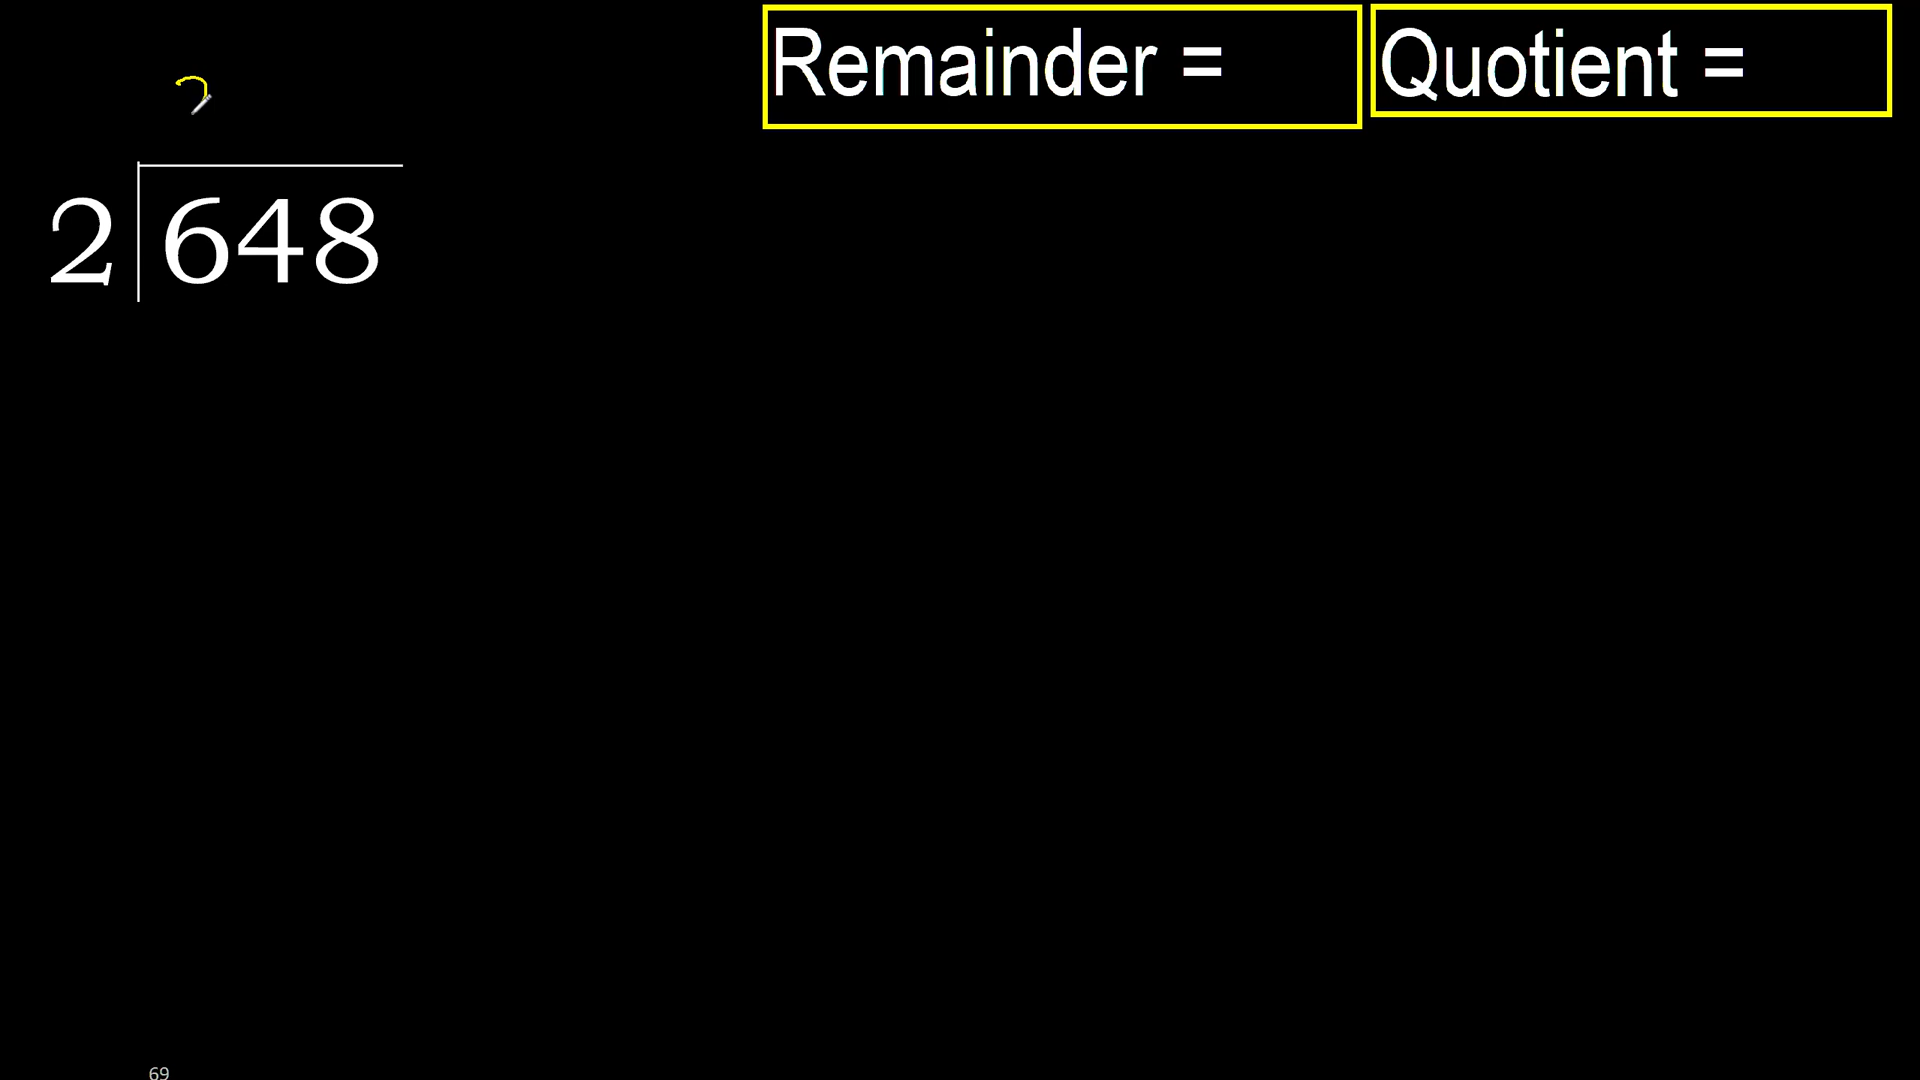 Remainder =
Quotient =
2 648
69